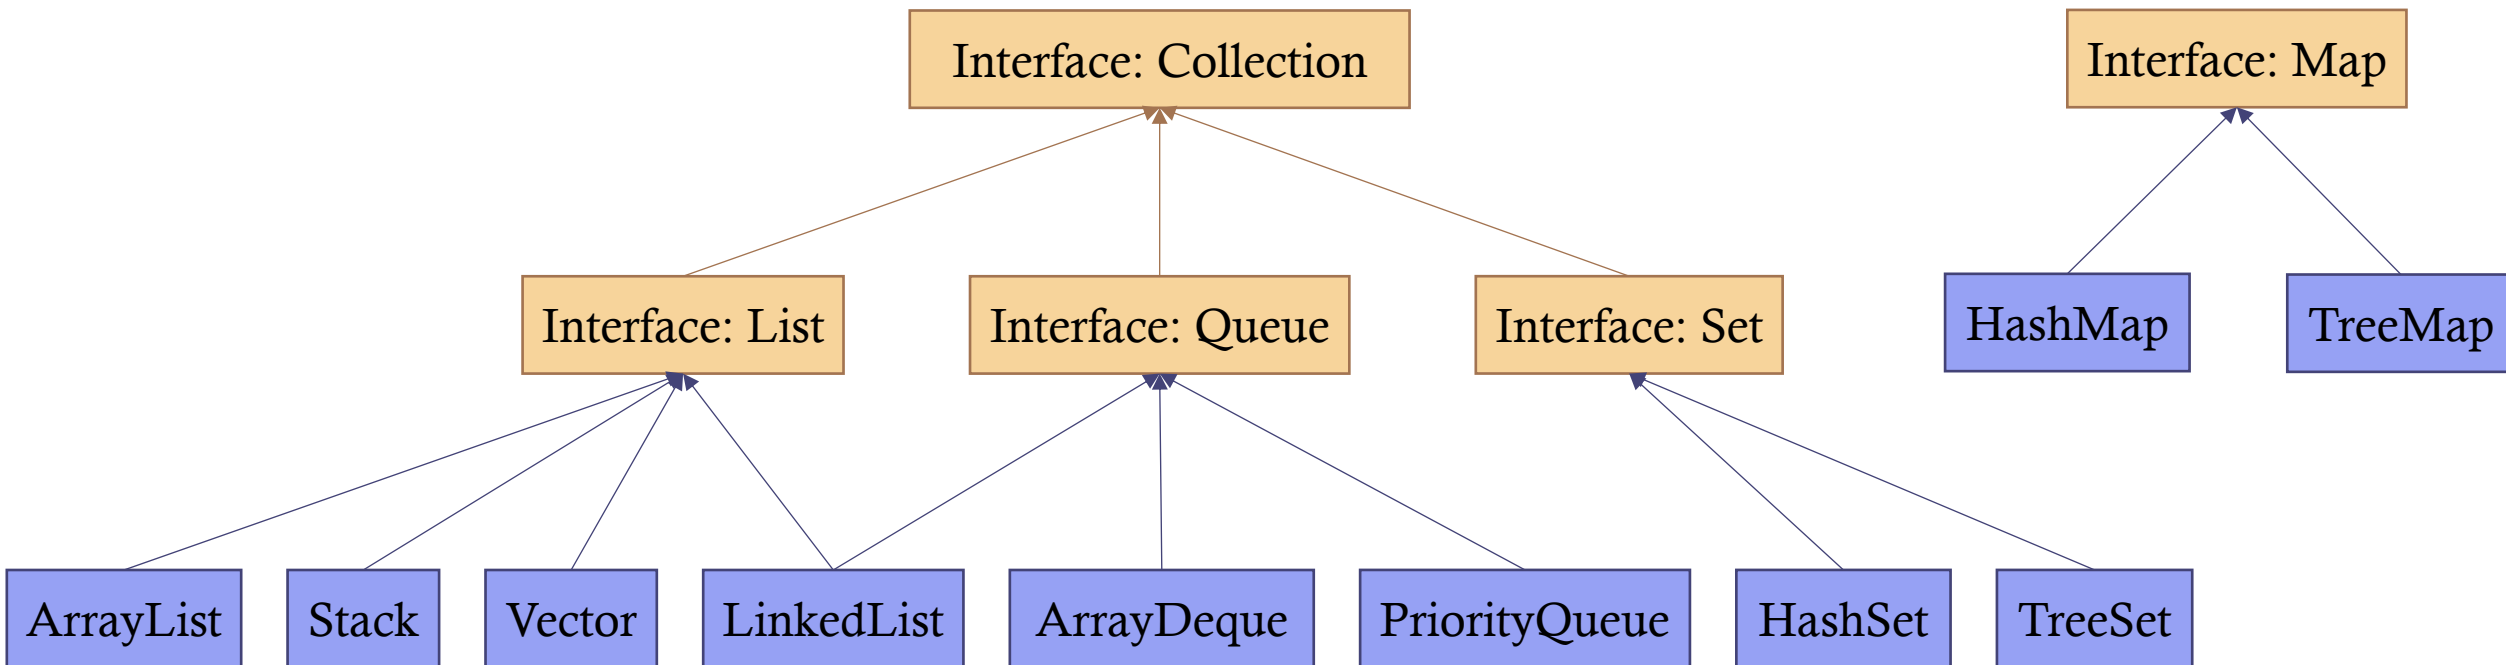 Interface: Collection
Interface: Map
Interface: List
Interface: Queue
Interface: Set
HashMap
TreeMap
ArrayList
Stack
Vector
LinkedList
ArrayDeque
PriorityQueue
HashSet
TreeSet